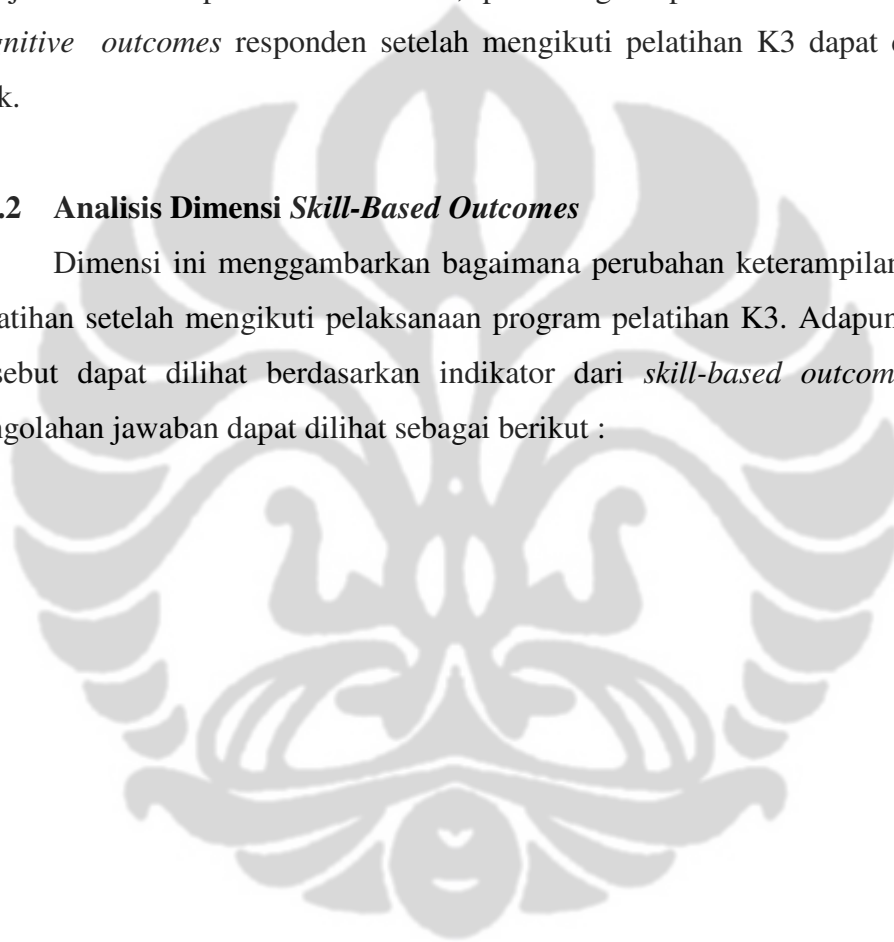 gnitive outcomes responden setelah mengikuti pelatihan K3 dapat
k.
.2 Analisis Dimensi Skill-Based Outcomes
Dimensi ini menggambarkan bagaimana perubahan keterampilan
atihan setelah mengikuti pelaksanaan program pelatihan K3. Adapun
sebut dapat dilihat berdasarkan indikator dari skill-based outcom
ngolahan jawaban dapat dilihat sebagai berikut :